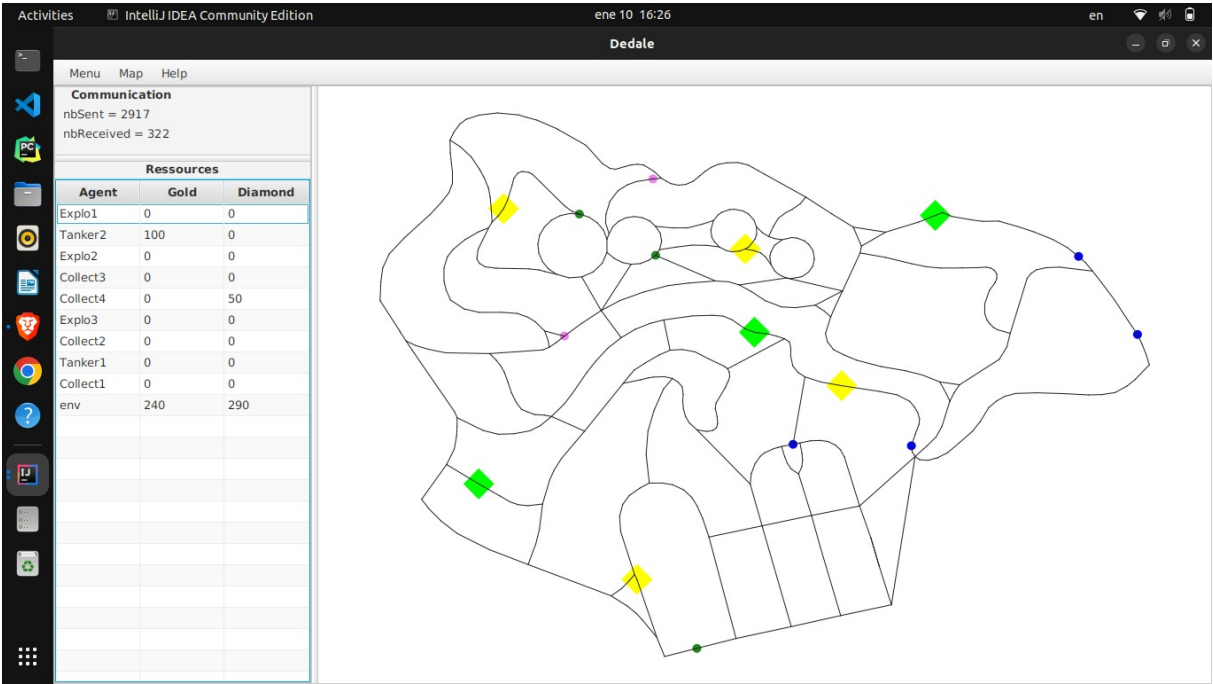 Activities IntelliJ IDEA Community Edition ene 10 16:26 en
Dedale
Menu Map Help
Communication
nbSent = 2917
nbReceived = 322
Ressources
Agent Gold Diamond
Explo1 0 0
Tanker2 100 0
Explo2 0 0
Collect3 0 0
Collect4 0 50
Explo3 0 0
Collect2 0 0
Tanker1 0 0
Collect1 0 0
env 240 290